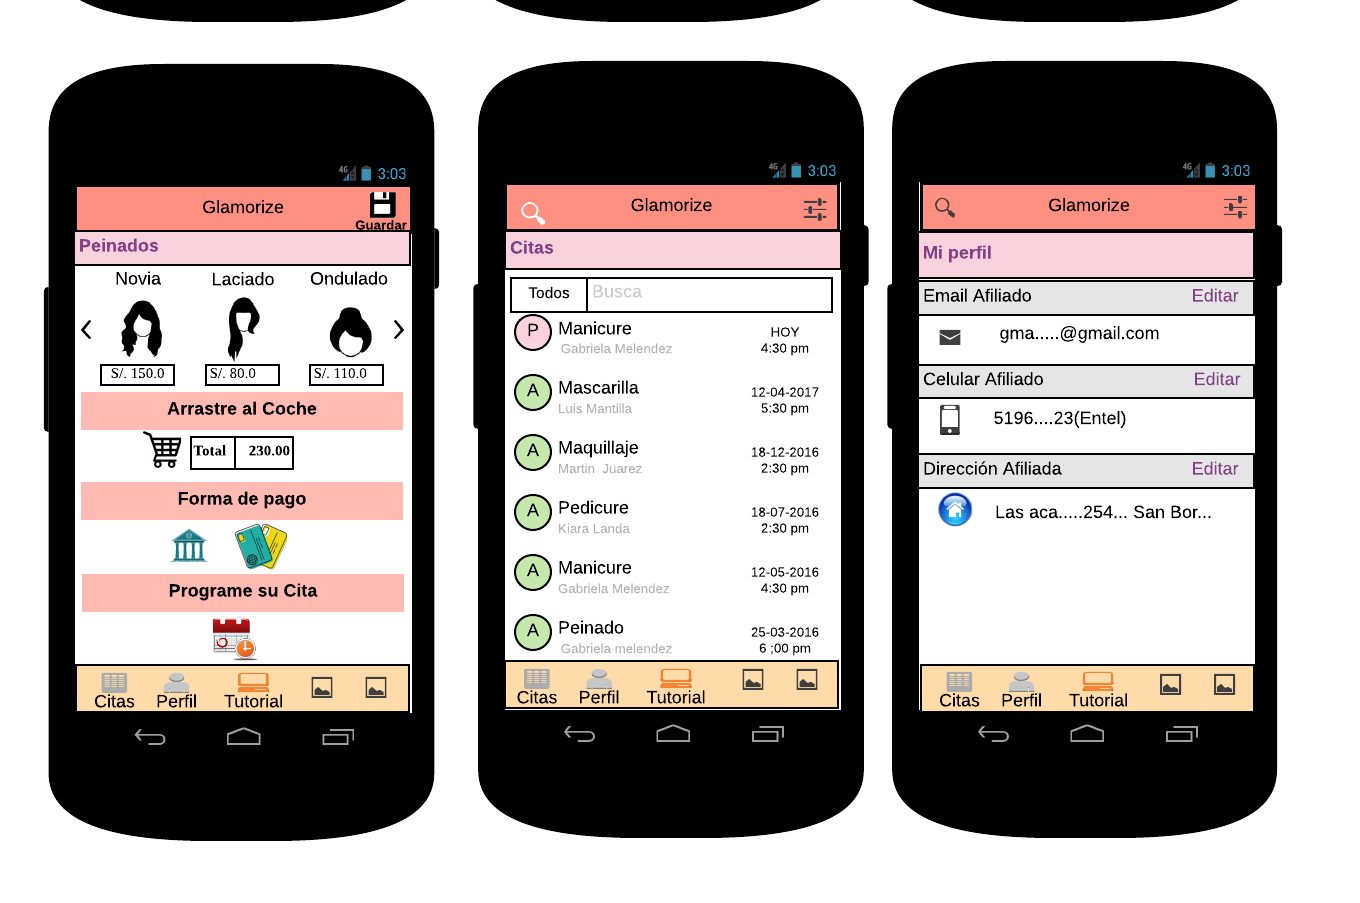 4G 3:03
Glamorize
Guardar
Peinados
Novia Laciado Ondulado
S/. 150.0 S/. 80.0 S/. 110.0
Arrastre al Coche
Total 230.00
Forma de pago
Programe su Cita
Citas Perfil Tutorial
4G 3:03
Glamorize
Citas
Todos Busca
P Manicure HOY
Gabriela Melendez 4:30 pm
A Mascarilla 12-04-2017
Luis Mantilla 5:30 pm
A Maquillaje 18-12-2016
Martin Juarez 2:30 pm
A Pedicure 18-07-2016
Kiara Landa 2:30 pm
A Manicure 12-05-2016
Gabriela Melendez 4:30 pm
A Peinado 25-03-2016
Gabriela melendez 6 ;00 pm
Citas Perfil Tutorial
4G 3:03
Glamorize
Mi perfil
Email Afiliado Editar
gma.....@gmail.com
Celular Afiliado Editar
5196....23(Entel)
Dirección Afiliada Editar
Las aca.....254... San Bor...
Citas Perfil Tutorial